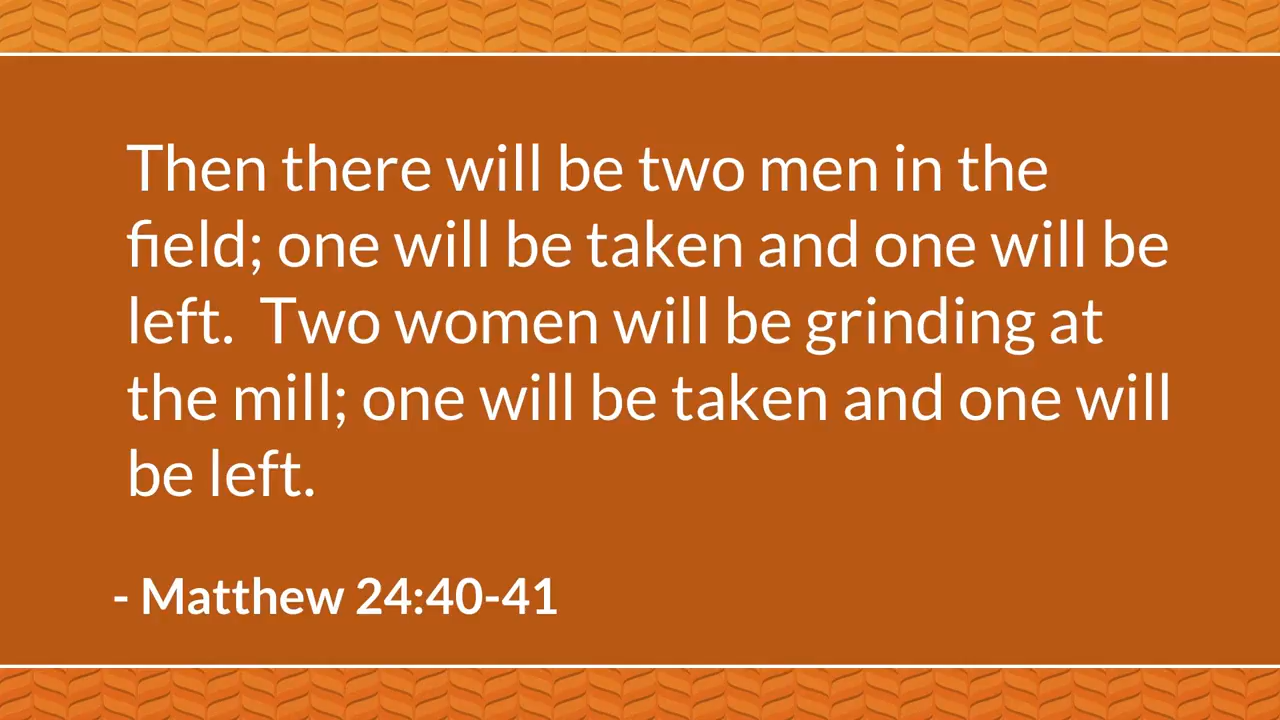 Then there will be two men in the
field; one will be taken and one will be
left.  Two women will be grinding at
the mill; one will be taken and one will
be left.
- Matthew 24:40-41